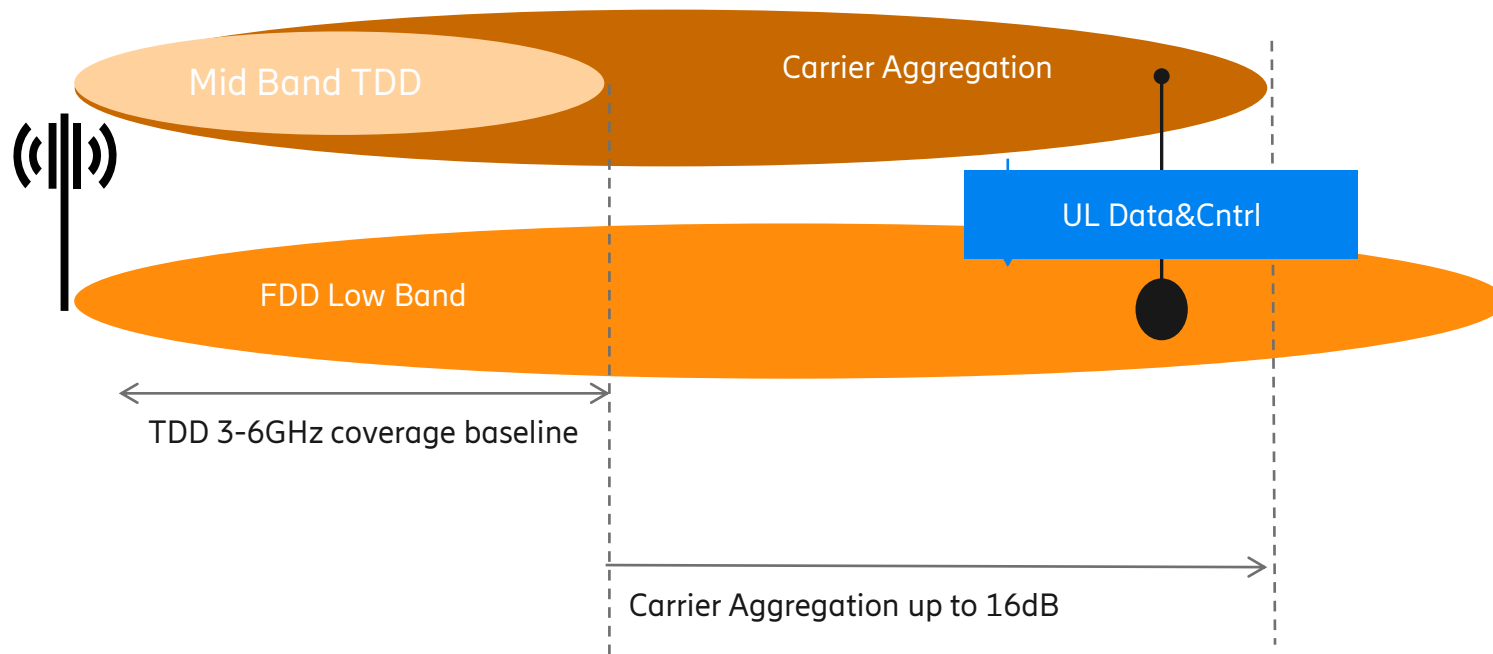 Mid Band TDD
Carrier Aggregation
UL Data&Cntrl
FDD Low Band
TDD 3-6GHz coverage baseline
Carrier Aggregation up to 16dB